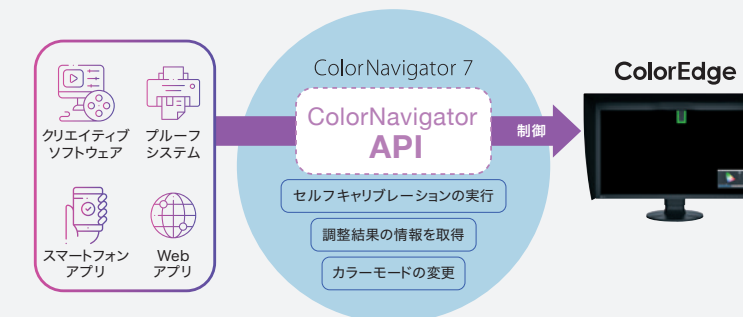 ColorNavigator 7
ColorEdge
ColorNavigator
API
制御
クリエイティブ
ソフトウェア
プルーフ
システム
スマートフォン
アプリ
Web
アプリ
セルフキャリブレーションの実行
調整結果の情報を取得
カラーモードの変更